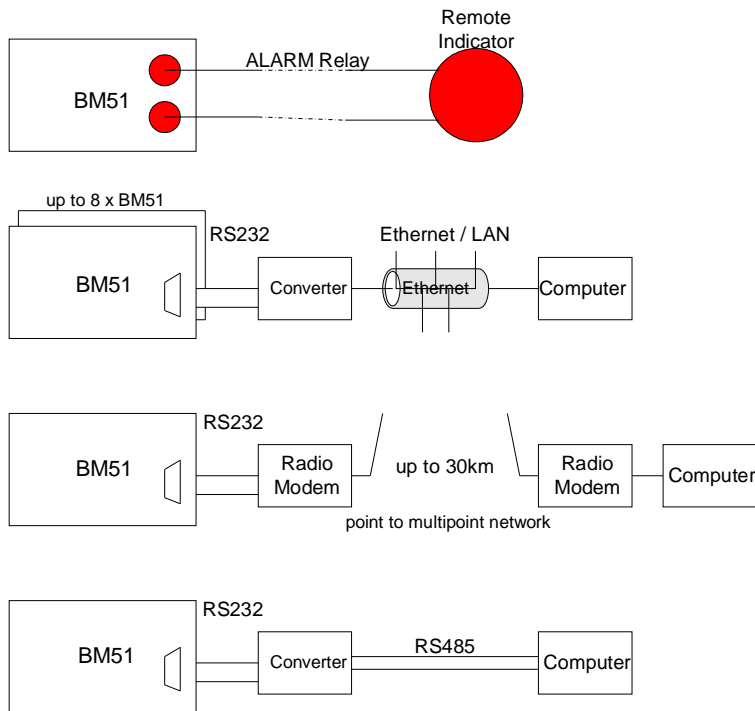 Remote
Indicator
ALARM Relay
BM51
up to 8 x BM51
RS232
Ethernet / LAN
BM51
Converter
Ethernet
Computer
RS232
BM51
Radio
Modem
up to 30km
Radio
Modem
Computer
point to multipoint network
RS232
BM51
Converter
RS485
Computer